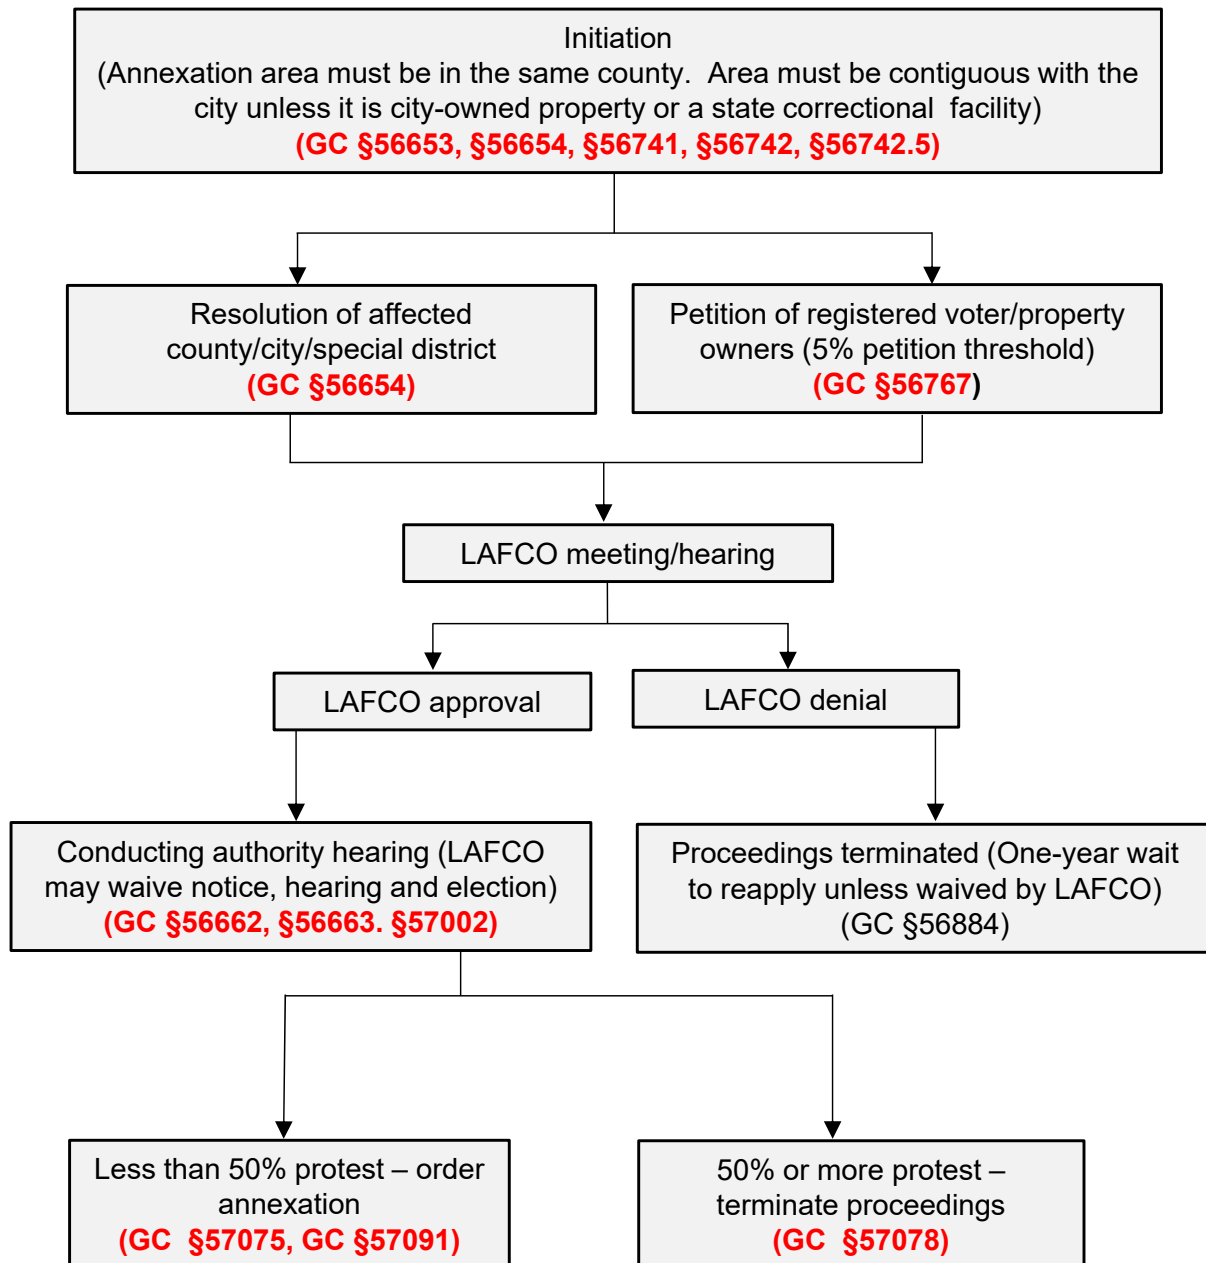 Initiation
(Annexation area must be in the same county. Area must be contiguous with the
city unless it is city-owned property or a state correctional facility)
(GC §56653, §56654, §56741, §56742, §56742.5)
Resolution of affected
county/city/special district
(GC §56654)
Petition of registered voter/property
owners (5% petition threshold)
(GC §56767)
LAFCO meeting/hearing
LAFCO approval
LAFCO denial
Conducting authority hearing (LAFCO
may waive notice, hearing and election)
(GC §56662, §56663. §57002)
Proceedings terminated (One-year wait
to reapply unless waived by LAFCO)
(GC §56884)
Less than 50% protest – order
annexation
(GC §57075, GC §57091)
50% or more protest –
terminate proceedings
(GC §57078)